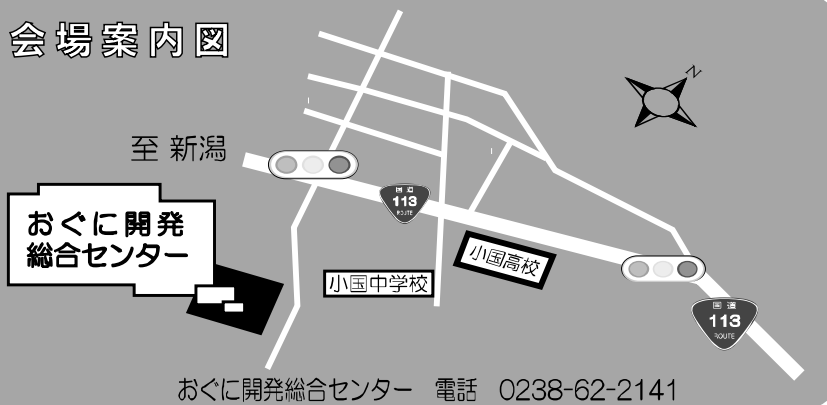 会場案内図
N
至 新潟
国道
113
ROUTE
おぐに開発
総合センター
小国高校
小国中学校
国道
113
ROUTE
おぐに開発総合センター 電話 0238-62-2141